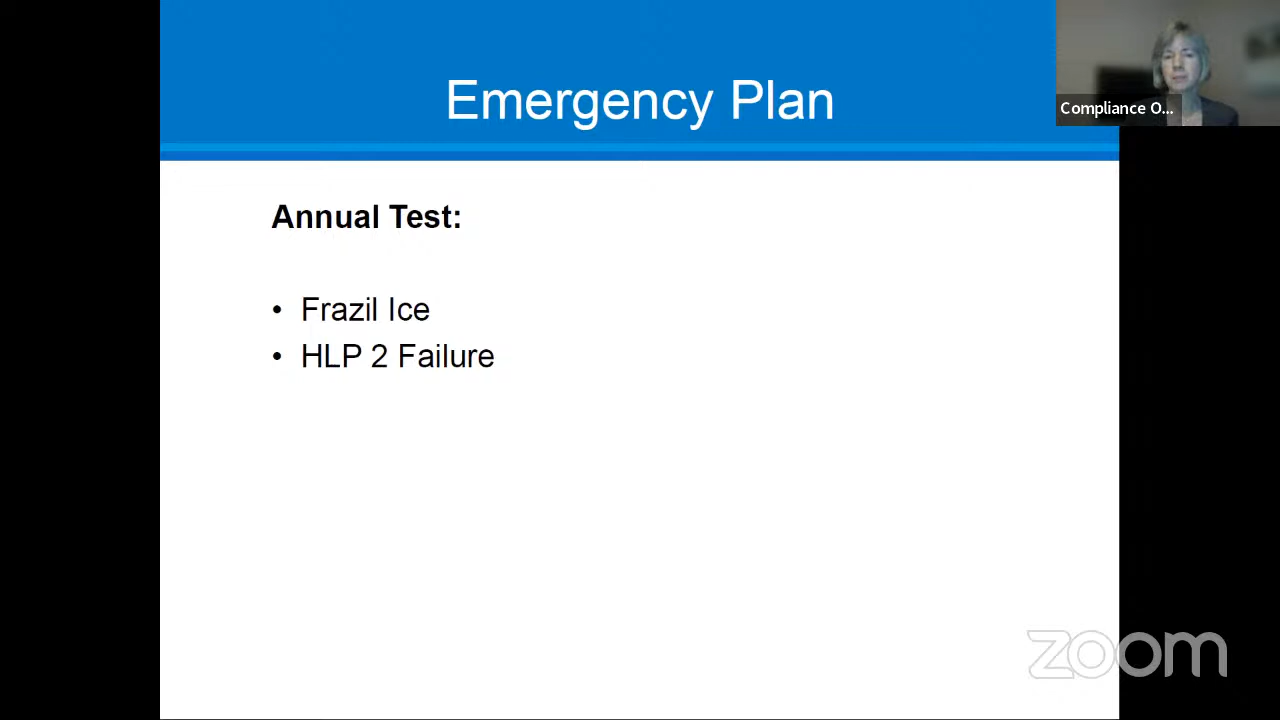 Emergency Plan
Compliance O...
Annual Test:
• Frazil Ice
• HLP 2 Failure
zoom